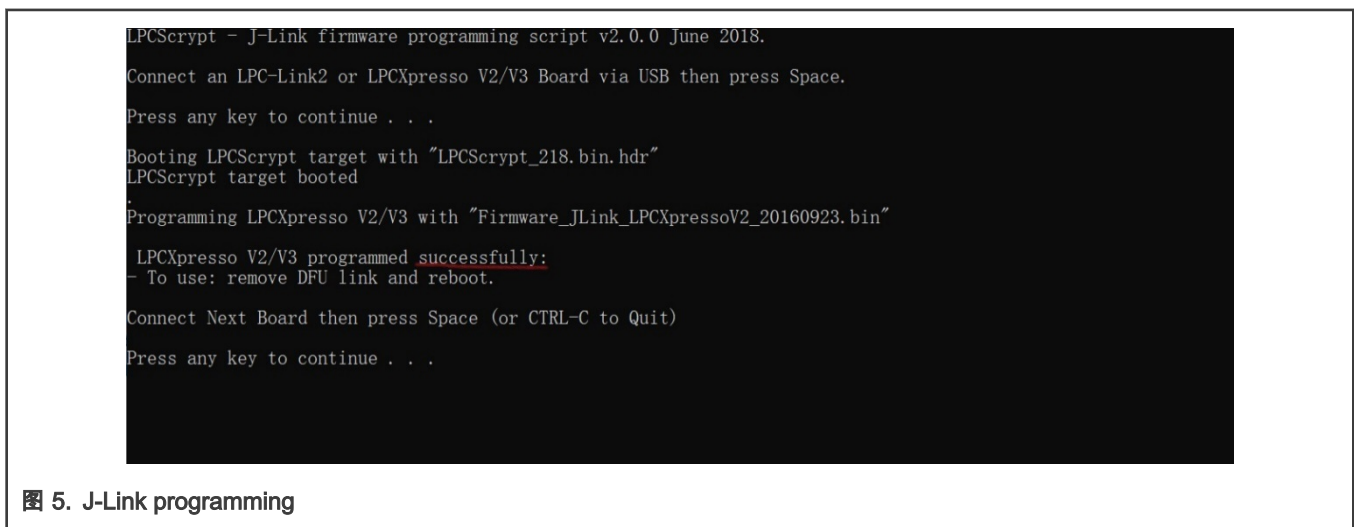 LPCScrypt - J-Link firmware programming script v2.0.0 June 2018.
Connect an LPC-Link2 or LPCXpresso V2/V3 Board via USB then press Space.
Press any key to continue . . .
Booting LPCScrypt target with "LPCScrypt_218.bin.hdr"
LPCScrypt target booted
.
Programming LPCXpresso V2/V3 with "Firmware_JLink_LPCXpressoV2_20160923.bin"
LPCXpresso V2/V3 programmed successfully:
- To use: remove DFU link and reboot.
Connect Next Board then press Space (or CTRL-C to Quit)
Press any key to continue . . .
图 5. J-Link programming